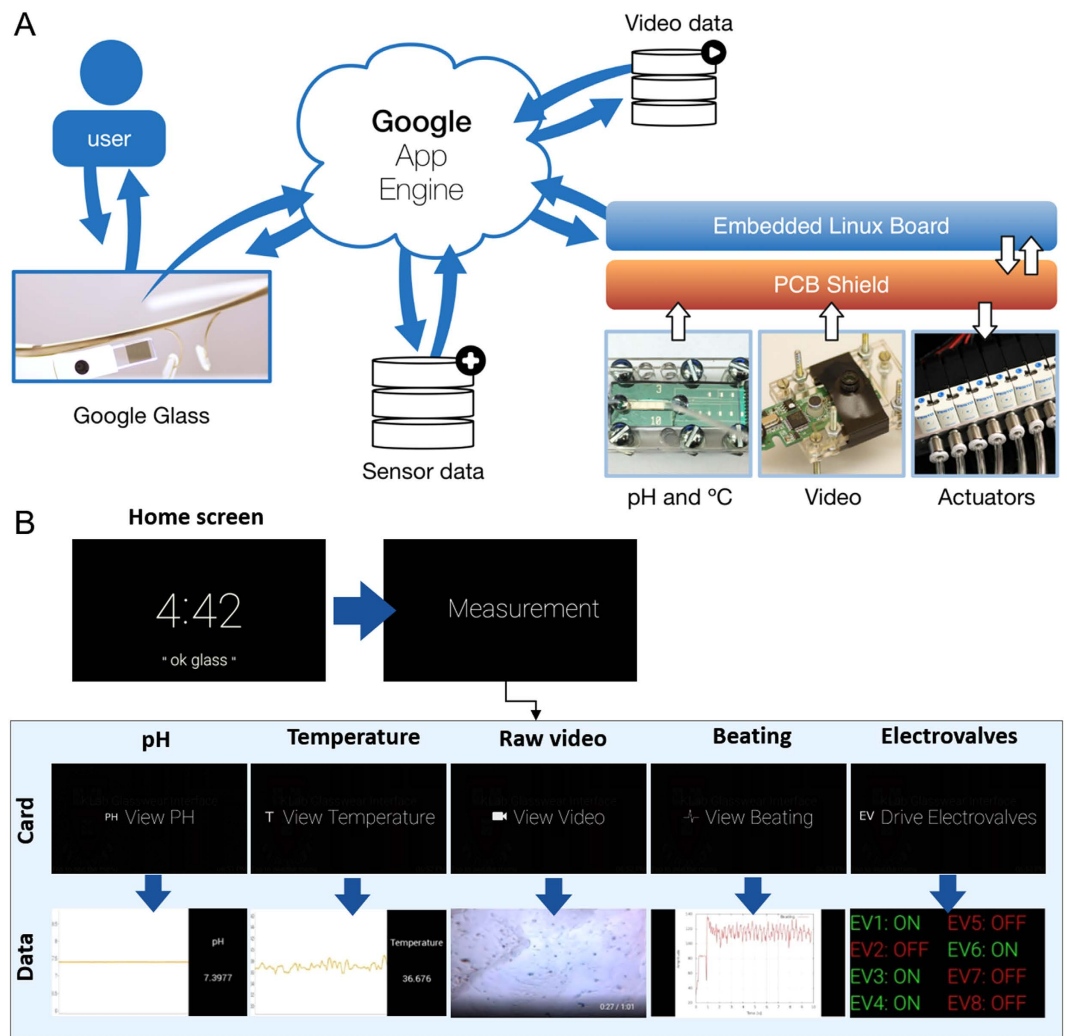 A
Video data
user
Google
App
Engine
Embedded Linux Board
PCB Shield
3
10
Google Glass
Sensor data
pH and ºC
Video
Actuators
B
Home screen
4:42
" ok glass "
Measurement
pH
Temperature
Raw video
Beating
Electrovalves
Card
PH View PH
T View Temperature
View Video
View Beating
EV Drive Electrovalves
Data
pH
7.3977
Temperature
36.676
0:27 / 1:01
Beating
EV1: ON EV5: OFF
EV2: OFF EV6: ON
EV3: ON EV7: OFF
EV4: ON EV8: OFF